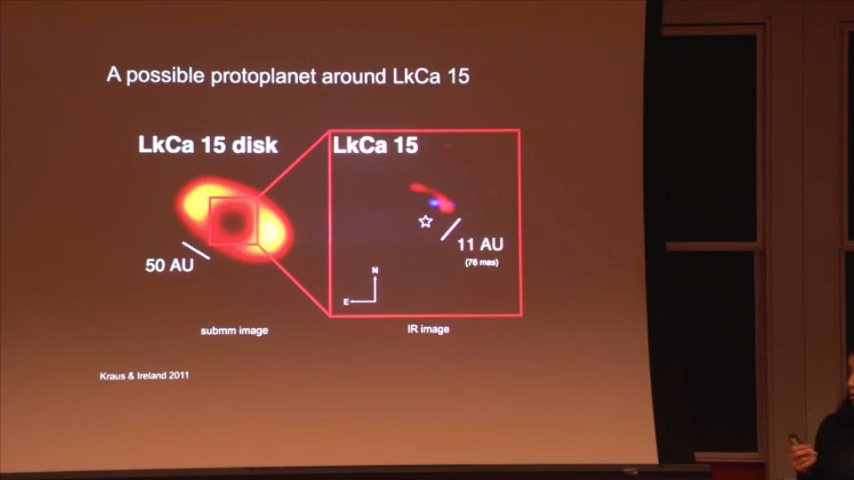 A possible protoplanet around LkCa 15
LkCa 15 disk
LkCa 15
50 AU
11 AU
(76 mas)
N
E
submm image
IR image
Kraus & Ireland 2011